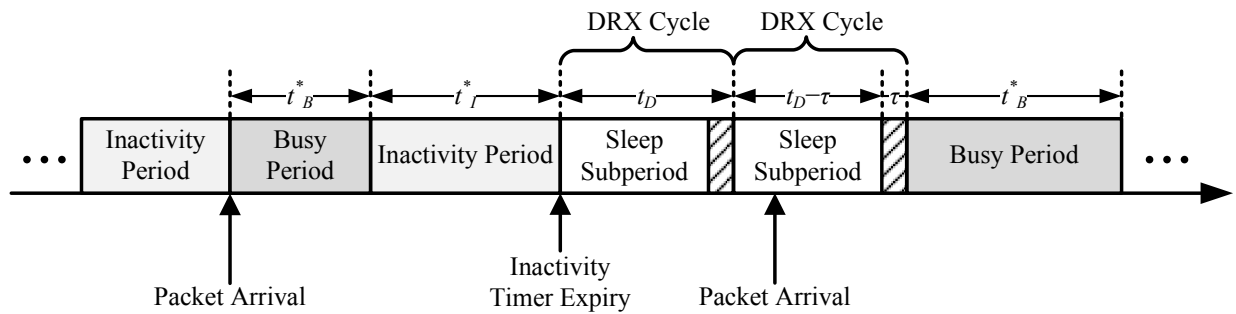 DRX Cycle DRX Cycle
t*B t*I tD tD−τ τ t*B
Inactivity Period
Busy Period
Inactivity Period
Sleep Subperiod
Sleep Subperiod
Busy Period
Packet Arrival
Inactivity
Timer Expiry
Packet Arrival